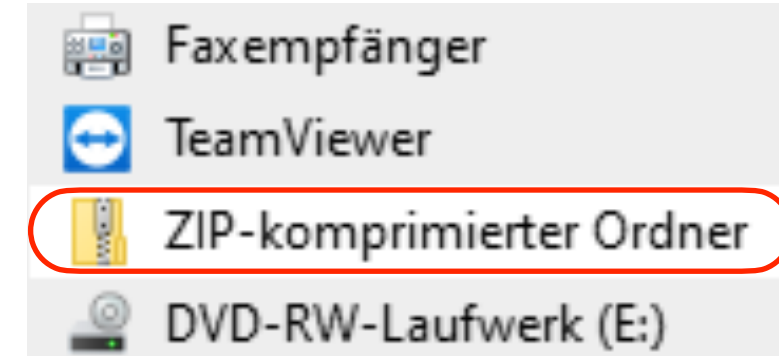 Faxempfänger
TeamViewer
ZIP-komprimierter Ordner
DVD-RW-Laufwerk (E:)